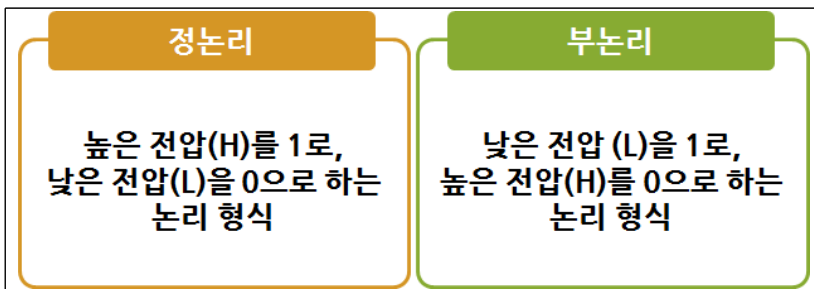 정논리
높은 전압(H)를 1로,
낮은 전압(L)을 0으로 하는
논리 형식
부논리
낮은 전압 (L)을 1로,
높은 전압(H)를 0으로 하는
논리 형식